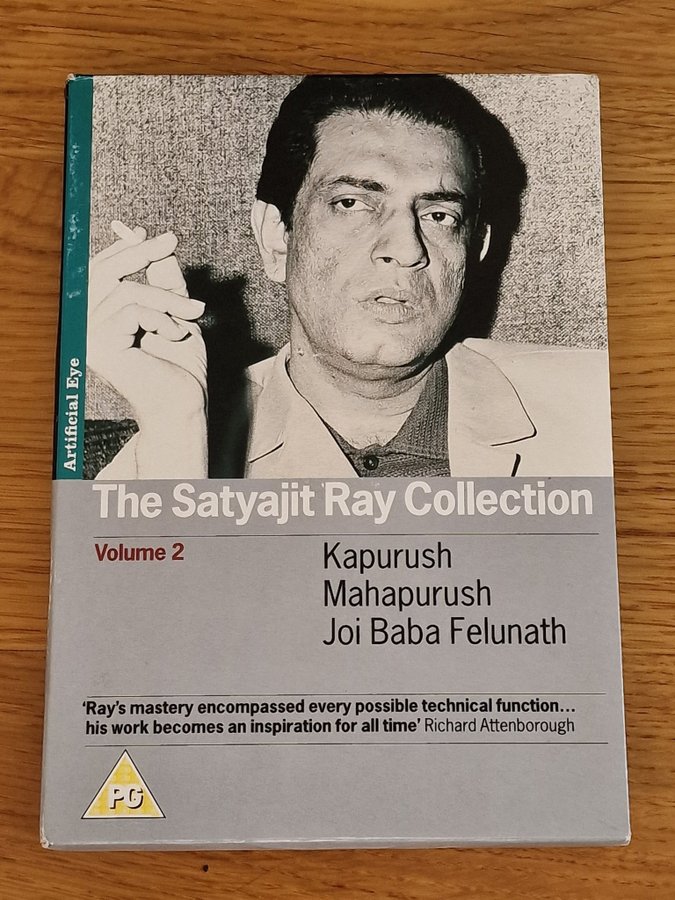 Artificial Eye
The Satyajit Ray Collection
Volume 2
Kapurush
Mahapurush
Joi Baba Felunath
‘Ray's mastery encompassed every possible technical function...
his work becomes an inspiration for all time’ Richard Attenborough
PG